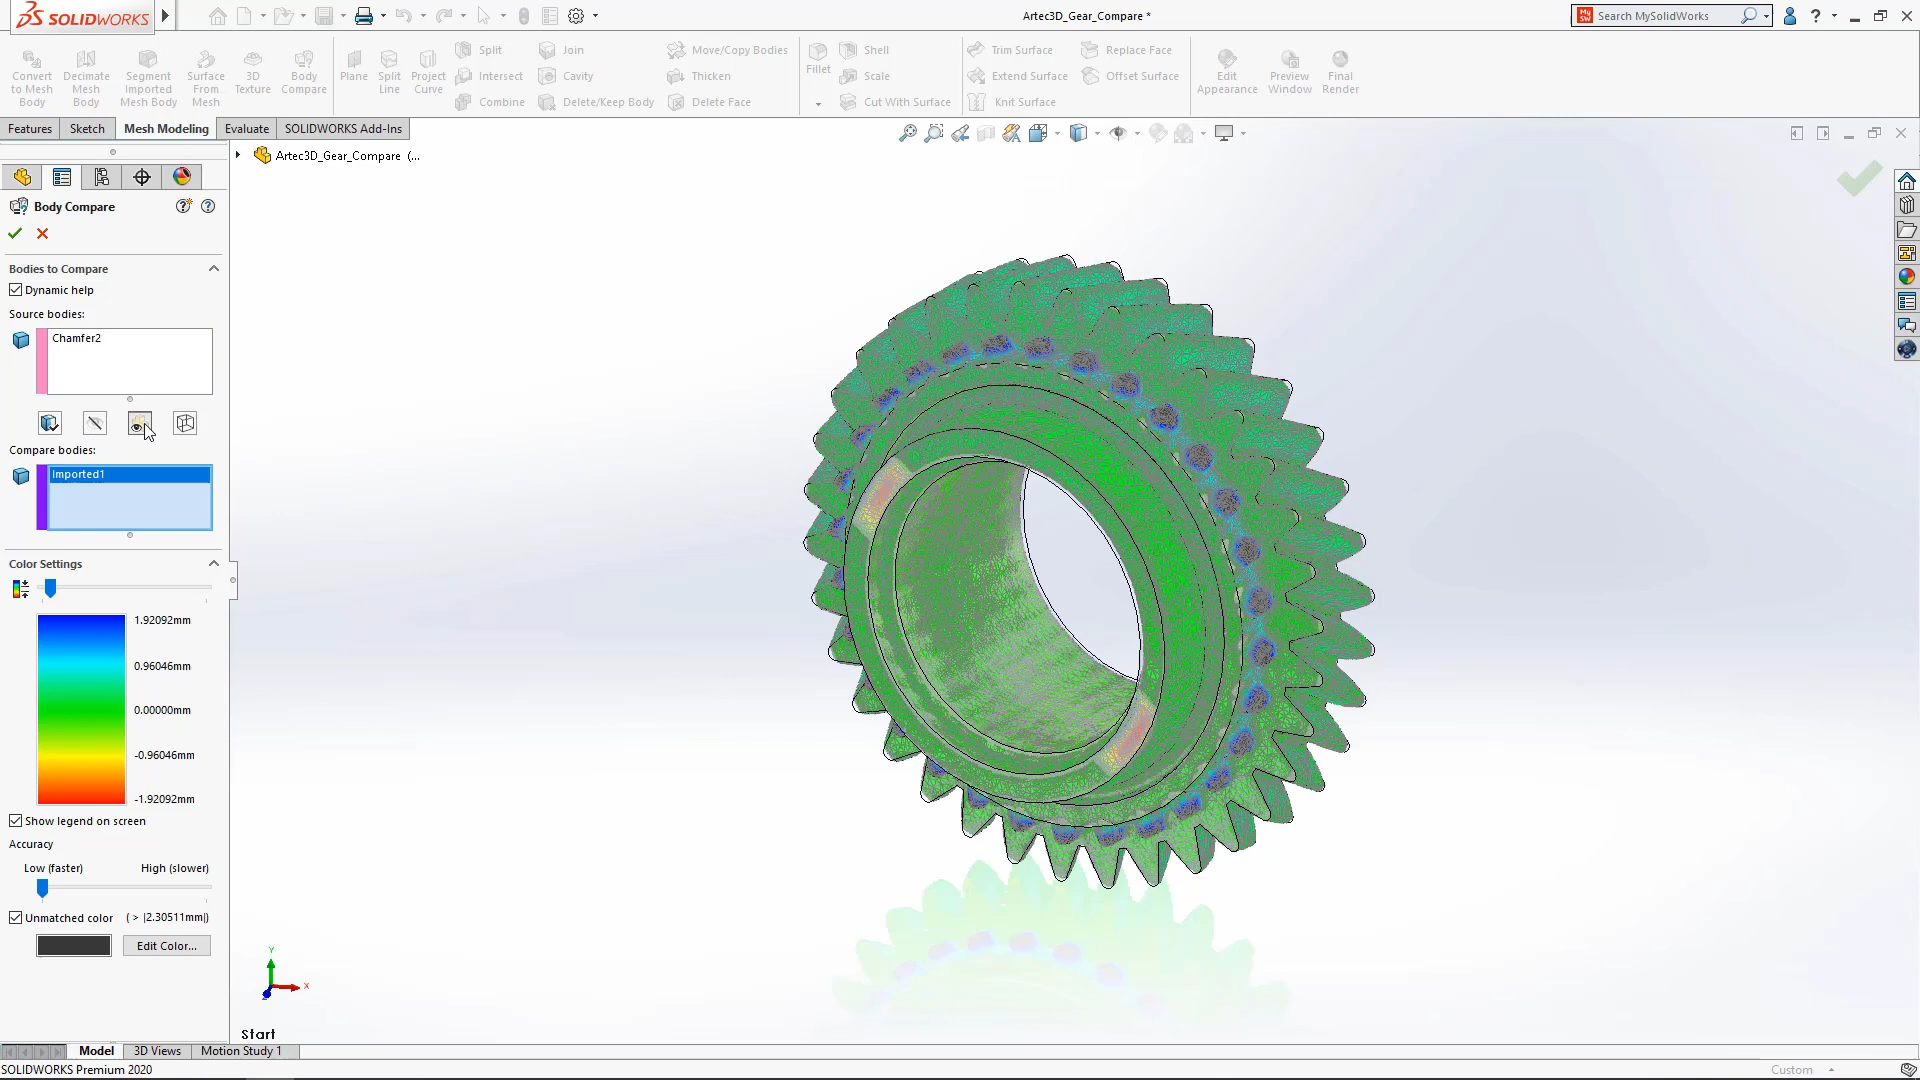 SOLIDWORKS
Artec3D_Gear_Compare *
Search MySolidWorks
Convert to Mesh Body
Decimate Mesh Body
Segment Imported Mesh Body
Surface From Mesh
3D Texture
Body Compare
Plane
Split Line
Project Curve
Split
Intersect
Combine
Join
Cavity
Delete/Keep Body
Move/Copy Bodies
Thicken
Delete Face
Fillet
Shell
Scale
Cut With Surface
Trim Surface
Extend Surface
Knit Surface
Replace Face
Offset Surface
Edit Appearance
Preview Window
Final Render
Features
Sketch
Mesh Modeling
Evaluate
SOLIDWORKS Add-Ins
Artec3D_Gear_Compare (...
Body Compare
Bodies to Compare
Dynamic help
Source bodies:
Chamfer2
Compare bodies:
Imported1
Color Settings
1.92092mm
0.96046mm
0.00000mm
-0.96046mm
-1.92092mm
Show legend on screen
Accuracy
Low (faster)
High (slower)
Unmatched color ( > |2.30511mm|)
Edit Color...
Y
X
Z
Start
Model
3D Views
Motion Study 1
SOLIDWORKS Premium 2020
Custom